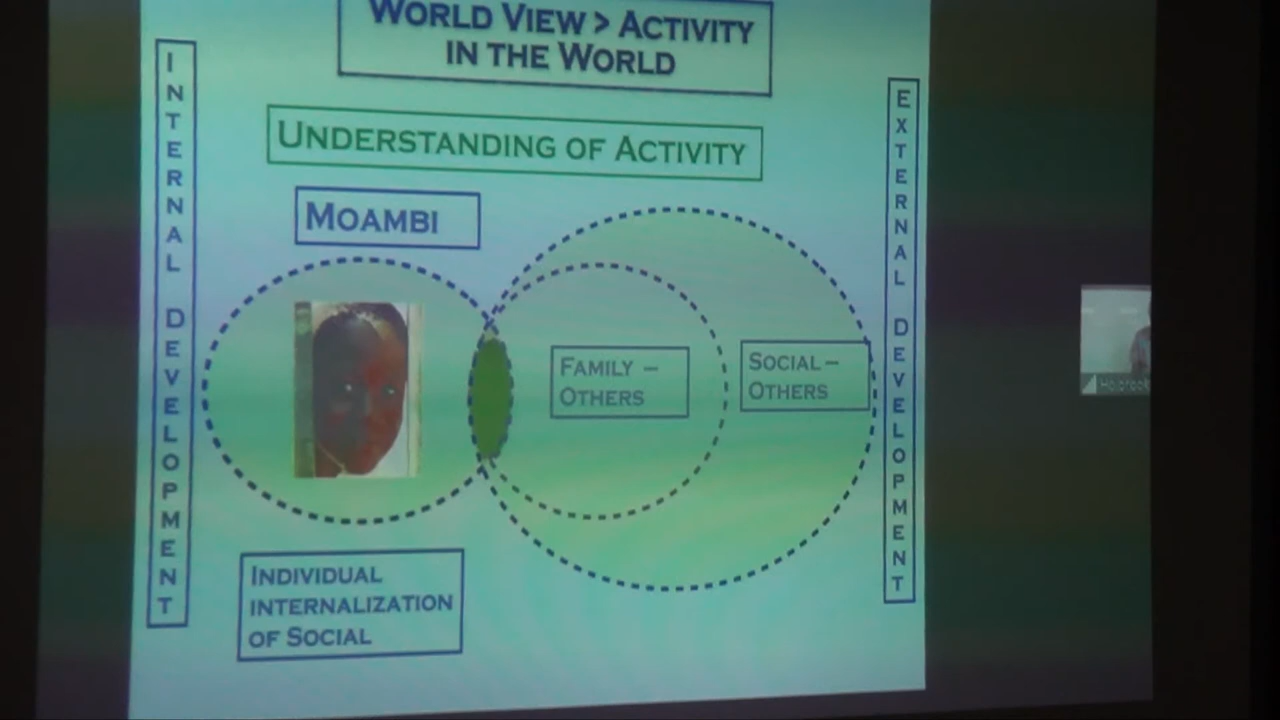 WORLD VIEW > ACTIVITY
IN THE WORLD
UNDERSTANDING OF ACTIVITY
MOAMBI
INTERNAL DEVELOPMENT
EXTERNAL DEVELOPMENT
FAMILY –
OTHERS
SOCIAL –
OTHERS
INDIVIDUAL
INTERNALIZATION
OF SOCIAL
Holbrook